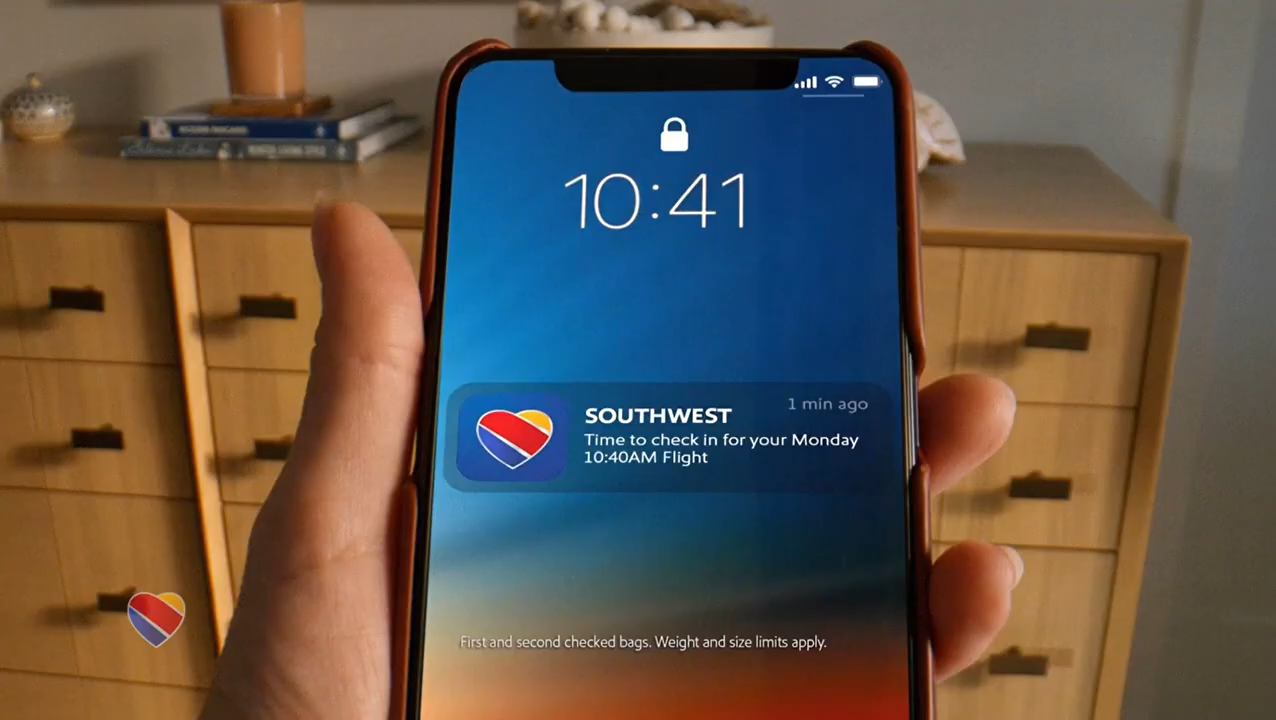 10:41
SOUTHWEST
1 min ago
Time to check in for your Monday
10:40AM Flight
First and second checked bags. Weight and size limits apply.